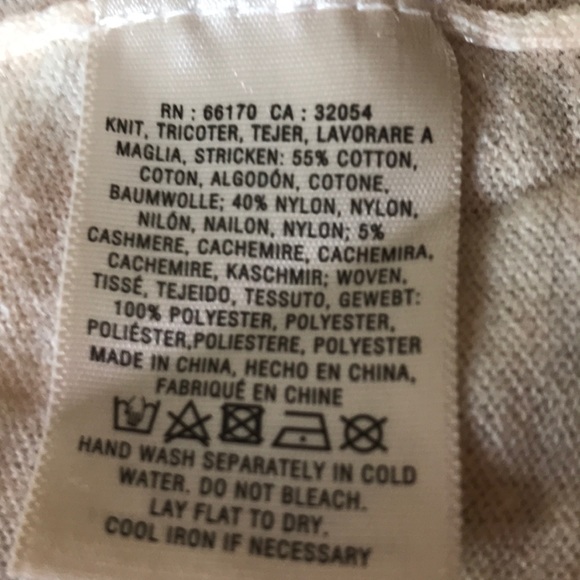 RN : 66170 CA : 32054
KNIT, TRICOTER, TEJER, LAVORARE A
MAGLIA, STRICKEN: 55% COTTON,
COTON, ALGODÓN, COTONE,
BAUMWOLLE; 40% NYLON, NYLON,
NILÓN, NAILON, NYLON; 5%
CASHMERE, CACHEMIRE, CACHEMIRA,
CACHEMIRE, KASCHMIR; WOVEN,
TISSÉ, TEJEIDO, TESSUTO, GEWEBT:
100% POLYESTER, POLYESTER,
POLIÉSTER,POLIESTERE, POLYESTER
MADE IN CHINA, HECHO EN CHINA,
FABRIQUÉ EN CHINE
HAND WASH SEPARATELY IN COLD
WATER. DO NOT BLEACH.
LAY FLAT TO DRY.
COOL IRON IF NECESSARY